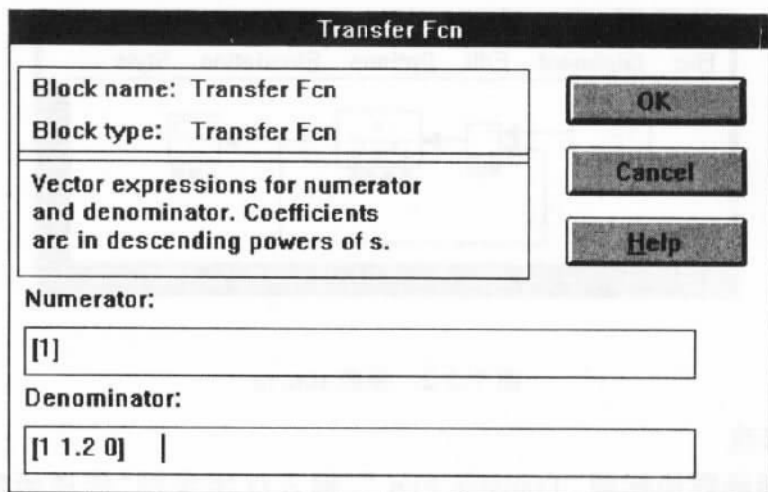 Transfer Fcn
Block name: Transfer Fcn
Block type: Transfer Fcn
Vector expressions for numerator
and denominator. Coefficients
are in descending powers of s.
OK
Cancel
Help
Numerator:
[1]
Denominator:
[1 1.2 0]